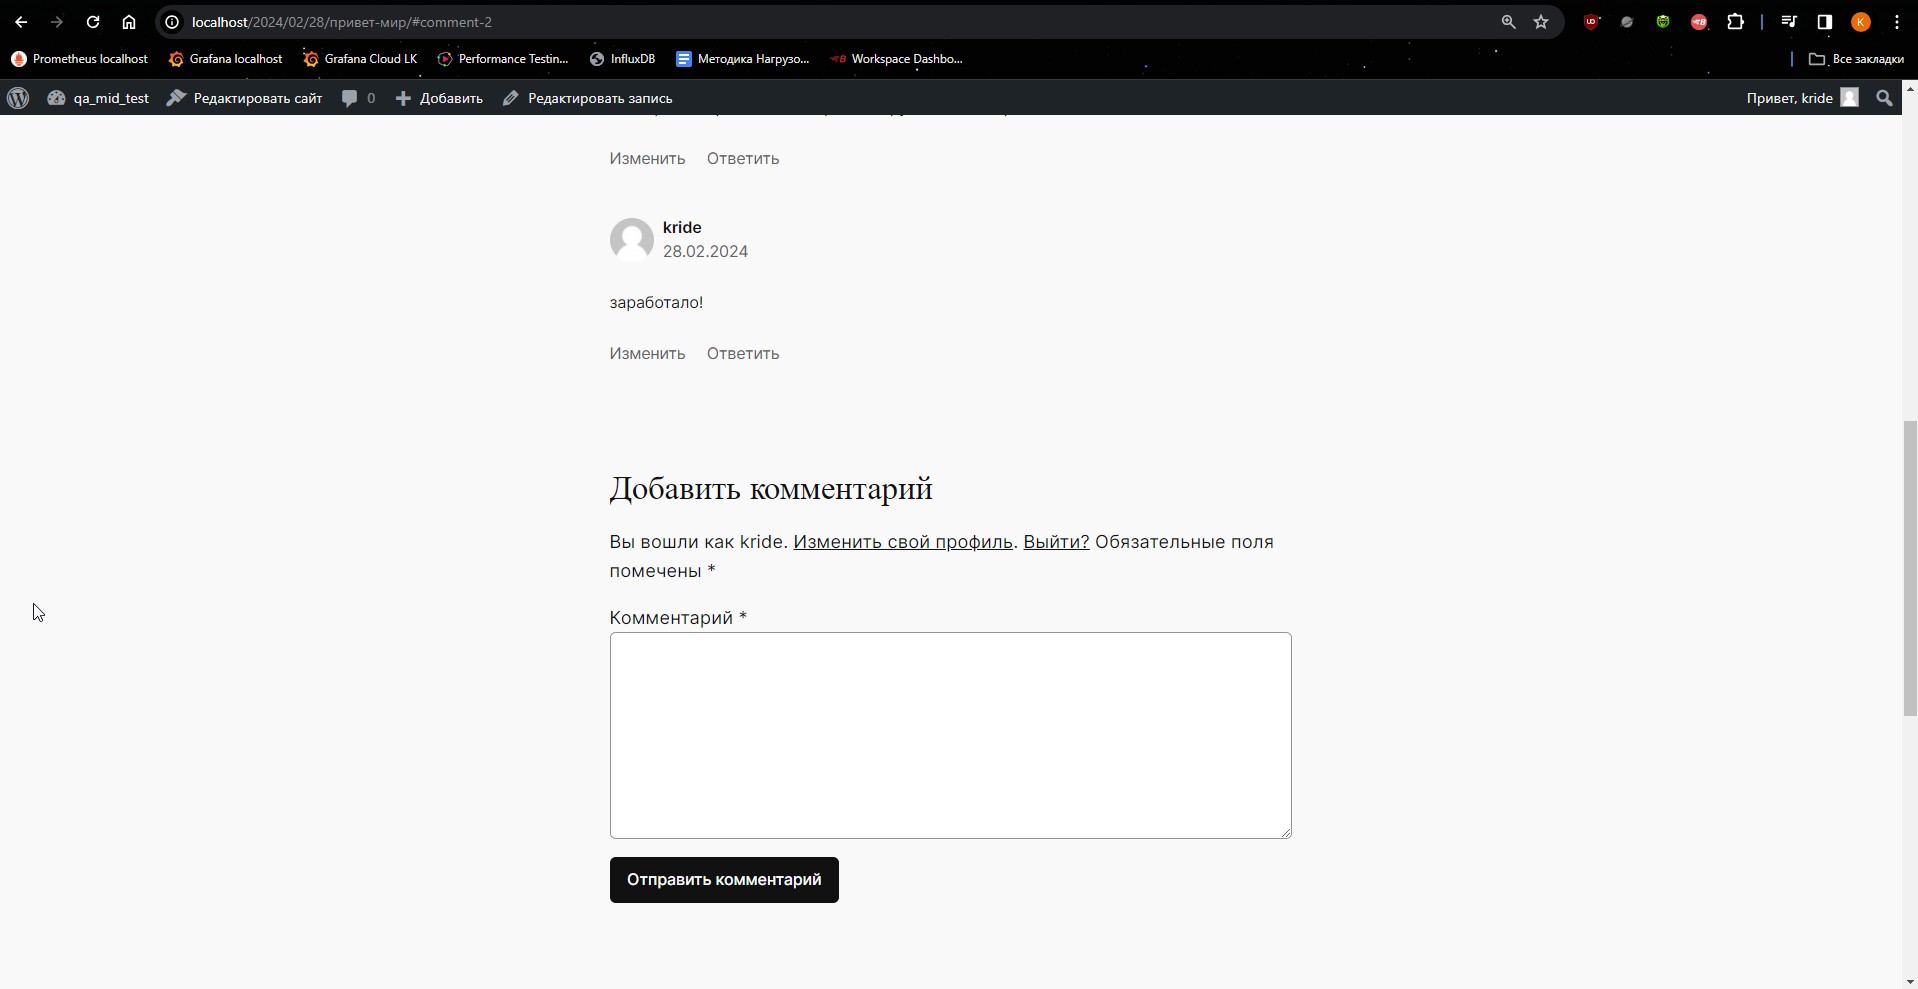 localhost/2024/02/28/привет-мир/#comment-2
Prometheus localhost Grafana localhost Grafana Cloud LK Performance Testin... InfluxDB Методика Нагрузо... Workspace Dashbo... Все закладки
qa_mid_test Редактировать сайт 0 Добавить Редактировать запись Привет, kride
Изменить Ответить
kride
28.02.2024
заработало!
Изменить Ответить
Добавить комментарий
Вы вошли как kride. Изменить свой профиль. Выйти? Обязательные поля
помечены *
Комментарий *
Отправить комментарий